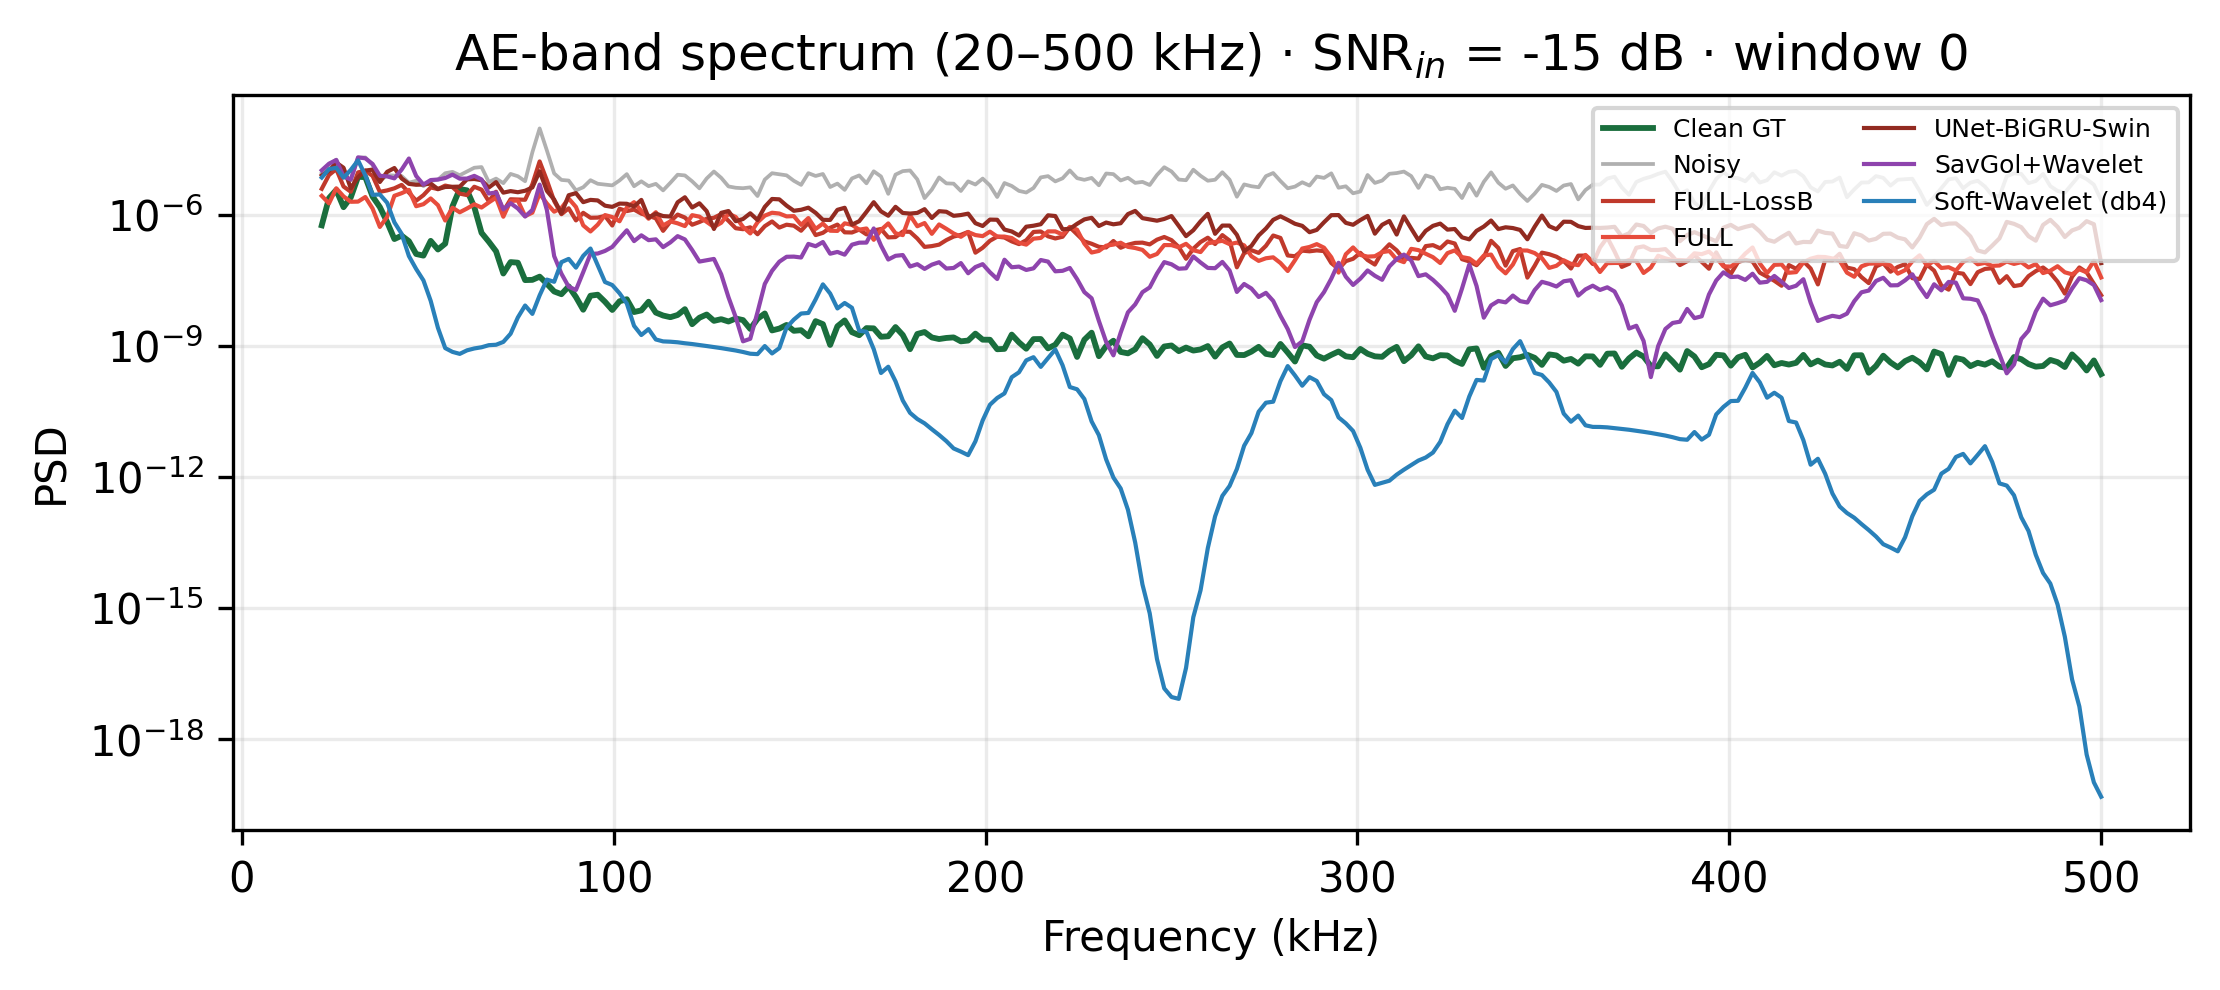 AE-band spectrum (20–500 kHz) · SNR_in = -15 dB · window 0
Clean GT
Noisy
FULL-LossB
FULL
UNet-BiGRU-Swin
SavGol+Wavelet
Soft-Wavelet (db4)
PSD
10⁻⁶
10⁻⁹
10⁻¹²
10⁻¹⁵
10⁻¹⁸
0 100 200 300 400 500
Frequency (kHz)